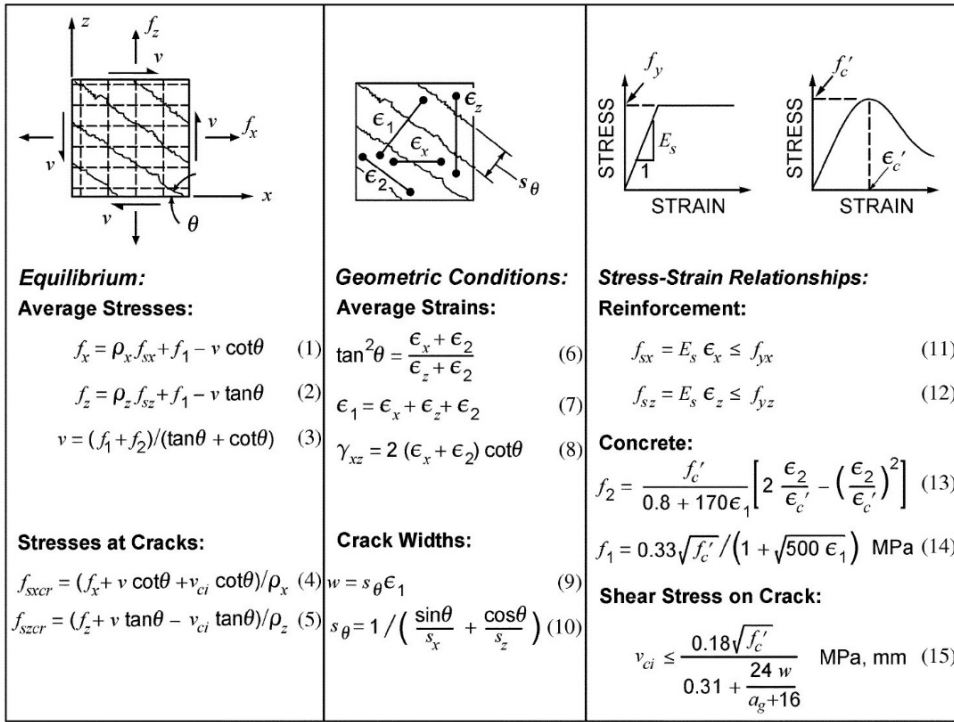 z
f_z
v
v
f_x
v
v
x
θ
Equilibrium:
Average Stresses:
f_x = ρ_x f_sx + f_1 − v cotθ (1)
f_z = ρ_z f_sz + f_1 − v tanθ (2)
v = (f_1 + f_2)/(tanθ + cotθ) (3)
Stresses at Cracks:
f_sxcr = (f_x + v cotθ + v_ci cotθ)/ρ_x (4)
f_szcr = (f_z + v tanθ − v_ci tanθ)/ρ_z (5)
ϵ_1
ϵ_z
ϵ_x
ϵ_2
s_θ
Geometric Conditions:
Average Strains:
tan²θ = (ϵ_x + ϵ_2)/(ϵ_z + ϵ_2) (6)
ϵ_1 = ϵ_x + ϵ_z + ϵ_2 (7)
γ_xz = 2 (ϵ_x + ϵ_2) cotθ (8)
Crack Widths:
w = s_θ ϵ_1 (9)
s_θ = 1 / ( sinθ/s_x + cosθ/s_z ) (10)
f_y
STRESS
E_s
1
STRAIN
f_c′
STRESS
ϵ_c′
STRAIN
Stress-Strain Relationships:
Reinforcement:
f_sx = E_s ϵ_x ≤ f_yx (11)
f_sz = E_s ϵ_z ≤ f_yz (12)
Concrete:
f_2 = f_c′/(0.8 + 170ϵ_1) [2 ϵ_2/ϵ_c′ − (ϵ_2/ϵ_c′)²] (13)
f_1 = 0.33√f_c′ / (1 + √500 ϵ_1) MPa (14)
Shear Stress on Crack:
v_ci ≤ 0.18√f_c′ / (0.31 + 24 w/(a_g+16)) MPa, mm (15)